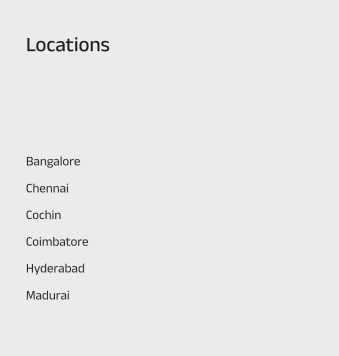 Locations
Bangalore
Chennai
Cochin
Coimbatore
Hyderabad
Madurai